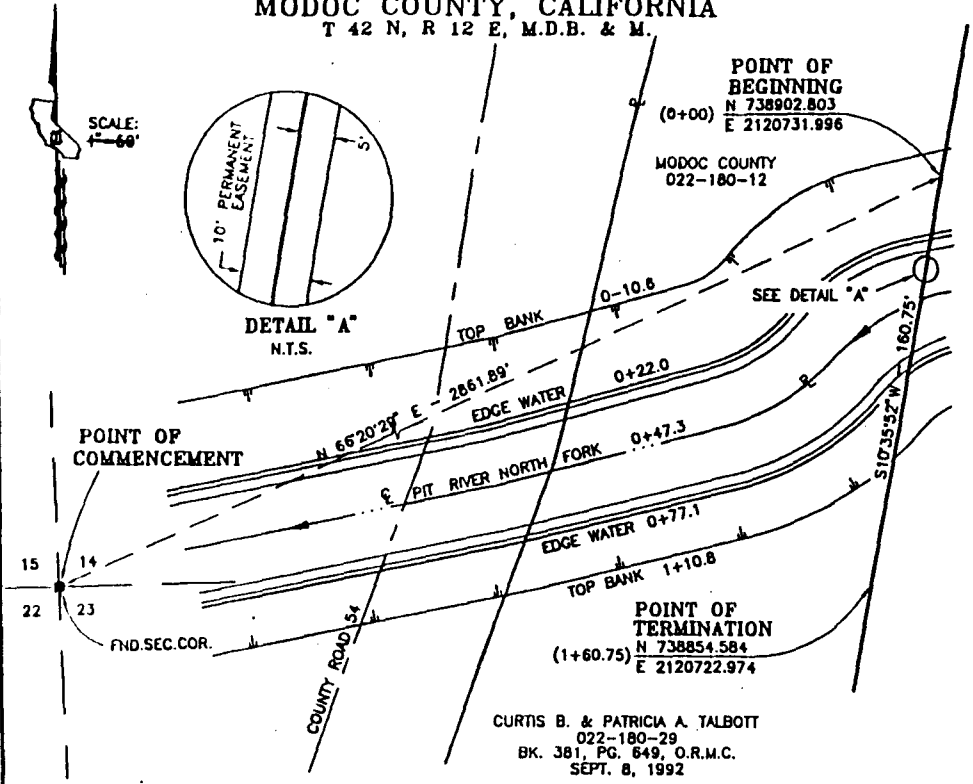 MODOC COUNTY, CALIFORNIA
T 42 N, R 12 E, M.D.B. & M.
SCALE:
1"=60'
10' PERMANENT
EASEMENT
5'
DETAIL "A"
N.T.S.
POINT OF
BEGINNING
(0+00) N 738902.803
E 2120731.996
MODOC COUNTY
022-180-12
SEE DETAIL "A"
TOP BANK 0-10.6
N 66°20'20" E 2861.89'
EDGE WATER 0+22.0
PIT RIVER NORTH FORK 0+47.3
EDGE WATER 0+77.1
TOP BANK 1+10.8
S10°35'52"W 160.75'
POINT OF
COMMENCEMENT
15 14
22 23
FND.SEC.COR.
COUNTY ROAD 54
POINT OF
TERMINATION
(1+60.75) N 738854.584
E 2120722.974
CURTIS B. & PATRICIA A. TALBOTT
022-180-29
BK. 381, PG. 649, O.R.M.C.
SEPT. 8, 1992